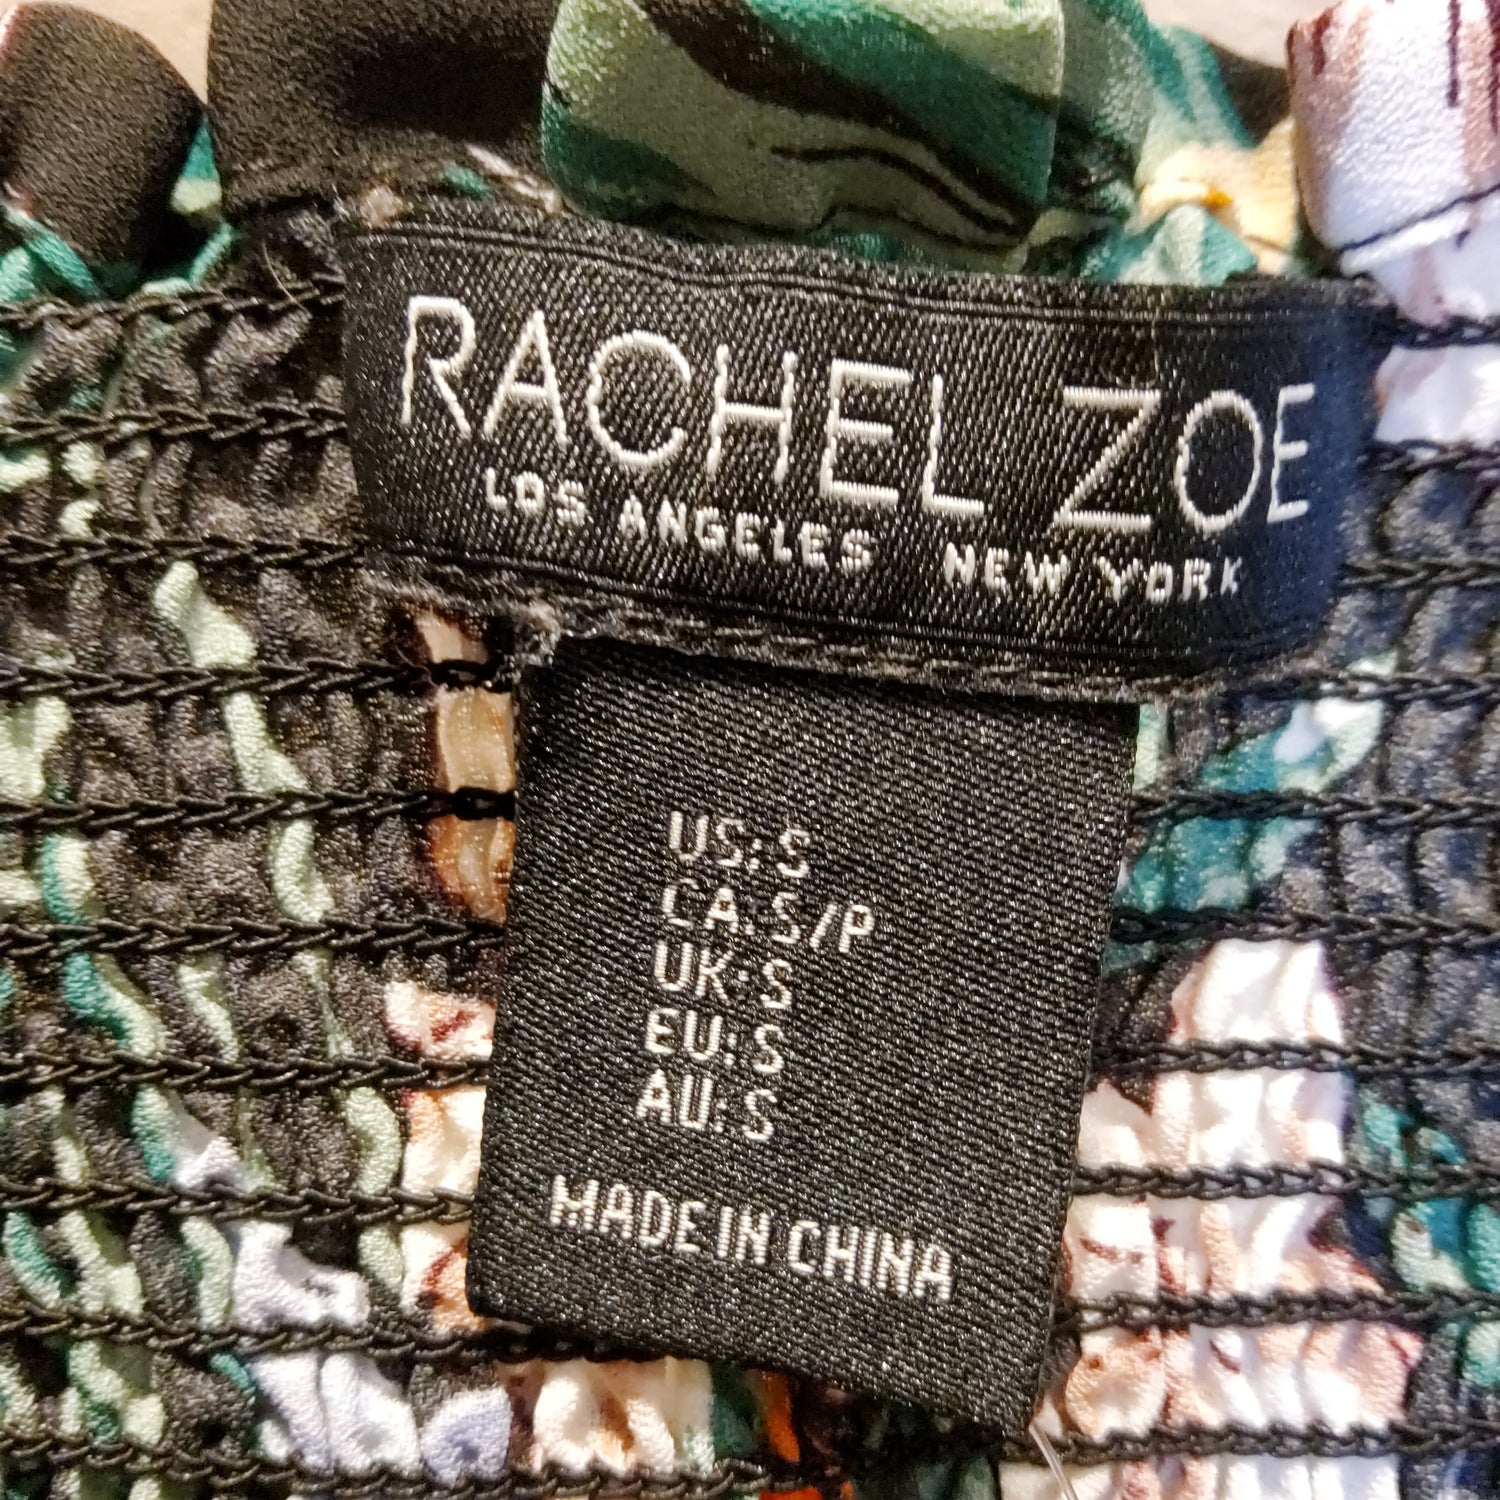 RACHEL ZOE
LOS ANGELES NEW YORK
US: S
CA: S/P
UK: S
EU: S
AU: S
MADE IN CHINA